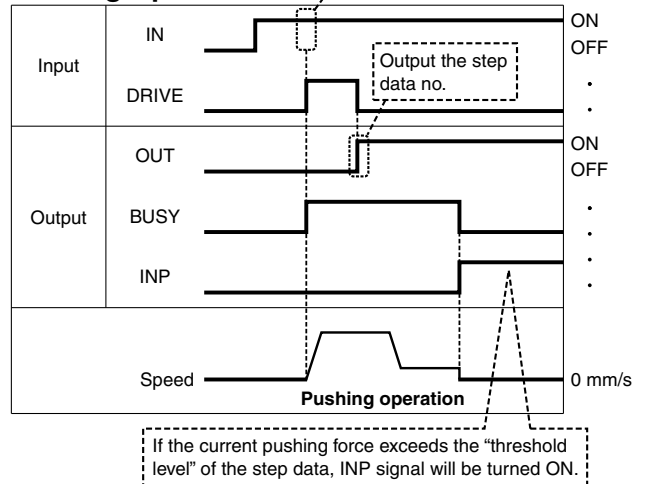 IN
ON
OFF
Input
Output the step
data no.
DRIVE
OUT
ON
OFF
Output
BUSY
INP
Speed
0 mm/s
Pushing operation
If the current pushing force exceeds the “threshold
level” of the step data, INP signal will be turned ON.